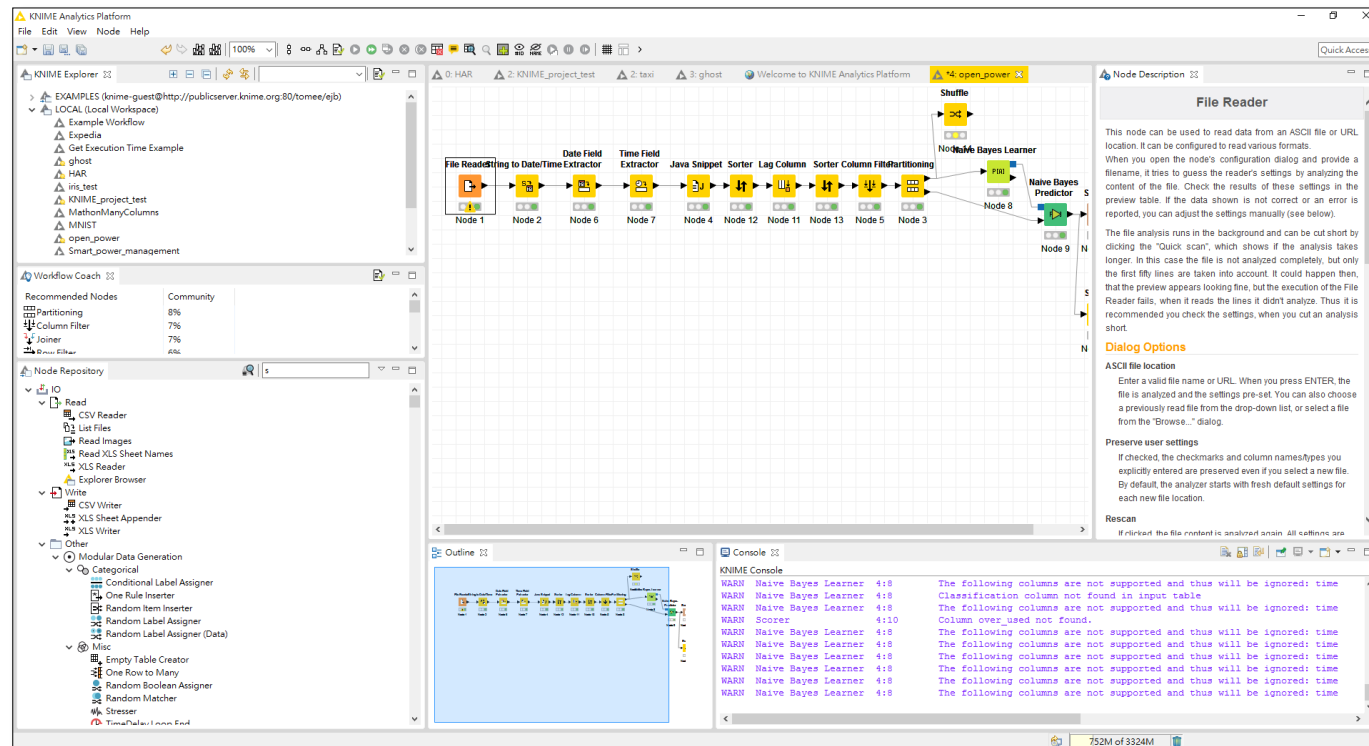 KNIME Analytics Platform
File Edit View Node Help
100%
Quick Access
KNIME Explorer
EXAMPLES (knime-guest@http://publicserver.knime.org:80/tomee/ejb)
LOCAL (Local Workspace)
Example Workflow
Expedia
Get Execution Time Example
ghost
HAR
iris_test
KNIME_project_test
MathonManyColumns
MNIST
open_power
Smart_power_management
Workflow Coach
Recommended Nodes Community
Partitioning 8%
Column Filter 7%
Joiner 7%
Row Filter 6%
Node Repository
s
IO
Read
CSV Reader
List Files
Read Images
Read XLS Sheet Names
XLS Reader
Explorer Browser
Write
CSV Writer
XLS Sheet Appender
XLS Writer
Other
Modular Data Generation
Categorical
Conditional Label Assigner
One Rule Inserter
Random Item Inserter
Random Label Assigner
Random Label Assigner (Data)
Misc
Empty Table Creator
One Row to Many
Random Boolean Assigner
Random Matcher
Stresser
TimeDelay Loop End
0: HAR 2: KNIME_project_test 2: taxi 3: ghost Welcome to KNIME Analytics Platform *4: open_power
Shuffle
File Reader String to Date/Time Date Field Extractor Time Field Extractor Java Snippet Sorter Lag Column Sorter Column Filter Partitioning
Naive Bayes Learner
Naive Bayes Predictor
Node 1 Node 2 Node 6 Node 7 Node 4 Node 12 Node 11 Node 13 Node 5 Node 3
Node 8
Node 9
Outline
Console
KNIME Console
WARN Naive Bayes Learner 4:8 The following columns are not supported and thus will be ignored: time
WARN Naive Bayes Learner 4:8 Classification column not found in input table
WARN Naive Bayes Learner 4:8 The following columns are not supported and thus will be ignored: time
WARN Scorer 4:10 Column over_used not found.
WARN Naive Bayes Learner 4:8 The following columns are not supported and thus will be ignored: time
WARN Naive Bayes Learner 4:8 The following columns are not supported and thus will be ignored: time
WARN Naive Bayes Learner 4:8 The following columns are not supported and thus will be ignored: time
WARN Naive Bayes Learner 4:8 The following columns are not supported and thus will be ignored: time
WARN Naive Bayes Learner 4:8 The following columns are not supported and thus will be ignored: time
WARN Naive Bayes Learner 4:8 The following columns are not supported and thus will be ignored: time
Node Description
File Reader
This node can be used to read data from an ASCII file or URL
location. It can be configured to read various formats.
When you open the node's configuration dialog and provide a
filename, it tries to guess the reader's settings by analyzing the
content of the file. Check the results of these settings in the
preview table. If the data shown is not correct or an error is
reported, you can adjust the settings manually (see below).
The file analysis runs in the background and can be cut short by
clicking the "Quick scan", which shows if the analysis takes
longer. In this case the file is not analyzed completely, but only
the first fifty lines are taken into account. It could happen then,
that the preview appears looking fine, but the execution of the File
Reader fails, when it reads the lines it didn't analyze. Thus it is
recommended you check the settings, when you cut an analysis
short.
Dialog Options
ASCII file location
Enter a valid file name or URL. When you press ENTER, the
file is analyzed and the settings pre-set. You can also choose
a previously read file from the drop-down list, or select a file
from the "Browse..." dialog.
Preserve user settings
If checked, the checkmarks and column names/types you
explicitly entered are preserved even if you select a new file.
By default, the analyzer starts with fresh default settings for
each new file location.
Rescan
If clicked, the file content is analyzed again. All settings are
752M of 3324M